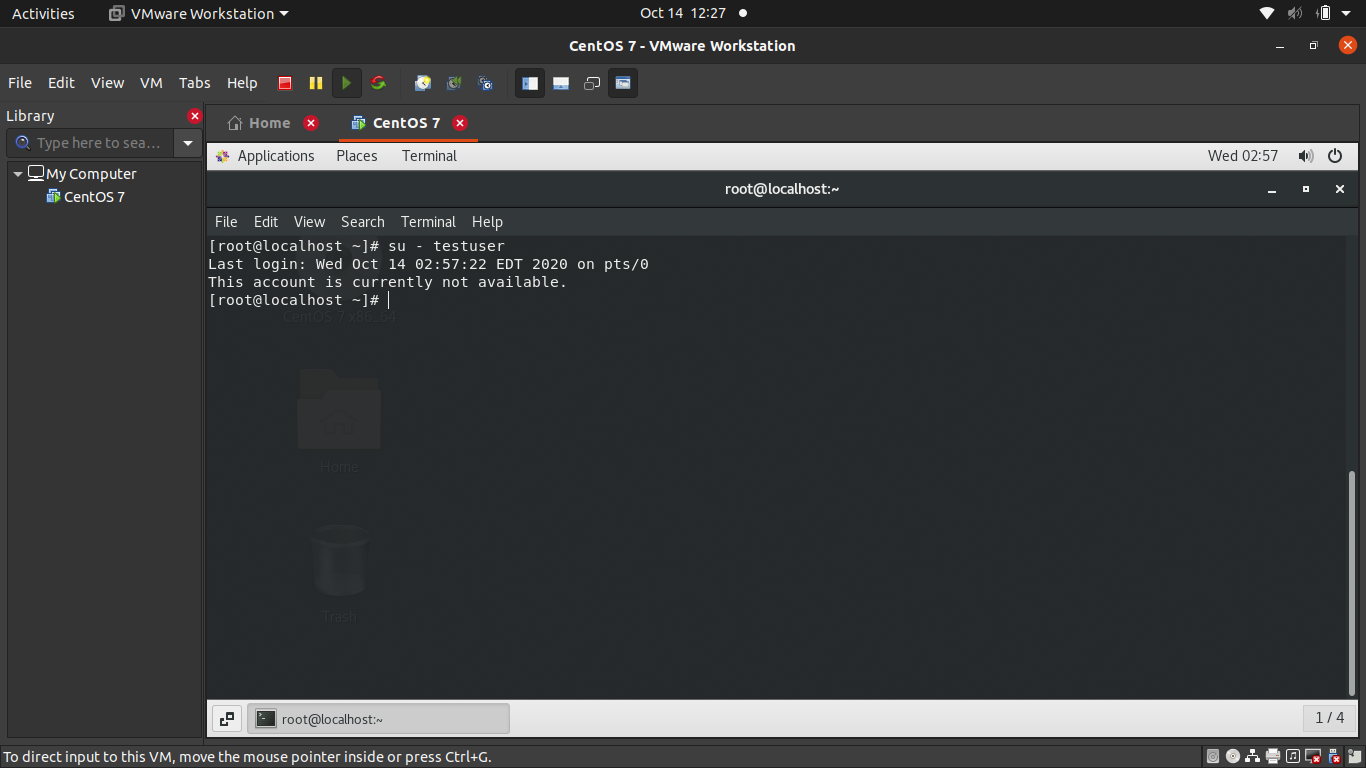 Activities VMware Workstation Oct 14 12:27
CentOS 7 - VMware Workstation
File Edit View VM Tabs Help
Library
Type here to sea...
My Computer
CentOS 7
Home CentOS 7
Applications Places Terminal Wed 02:57
root@localhost:~
File Edit View Search Terminal Help
[root@localhost ~]# su - testuser
Last login: Wed Oct 14 02:57:22 EDT 2020 on pts/0
This account is currently not available.
[root@localhost ~]#
CentOS 7 x86_64
Home
Trash
root@localhost:~ 1 / 4
To direct input to this VM, move the mouse pointer inside or press Ctrl+G.